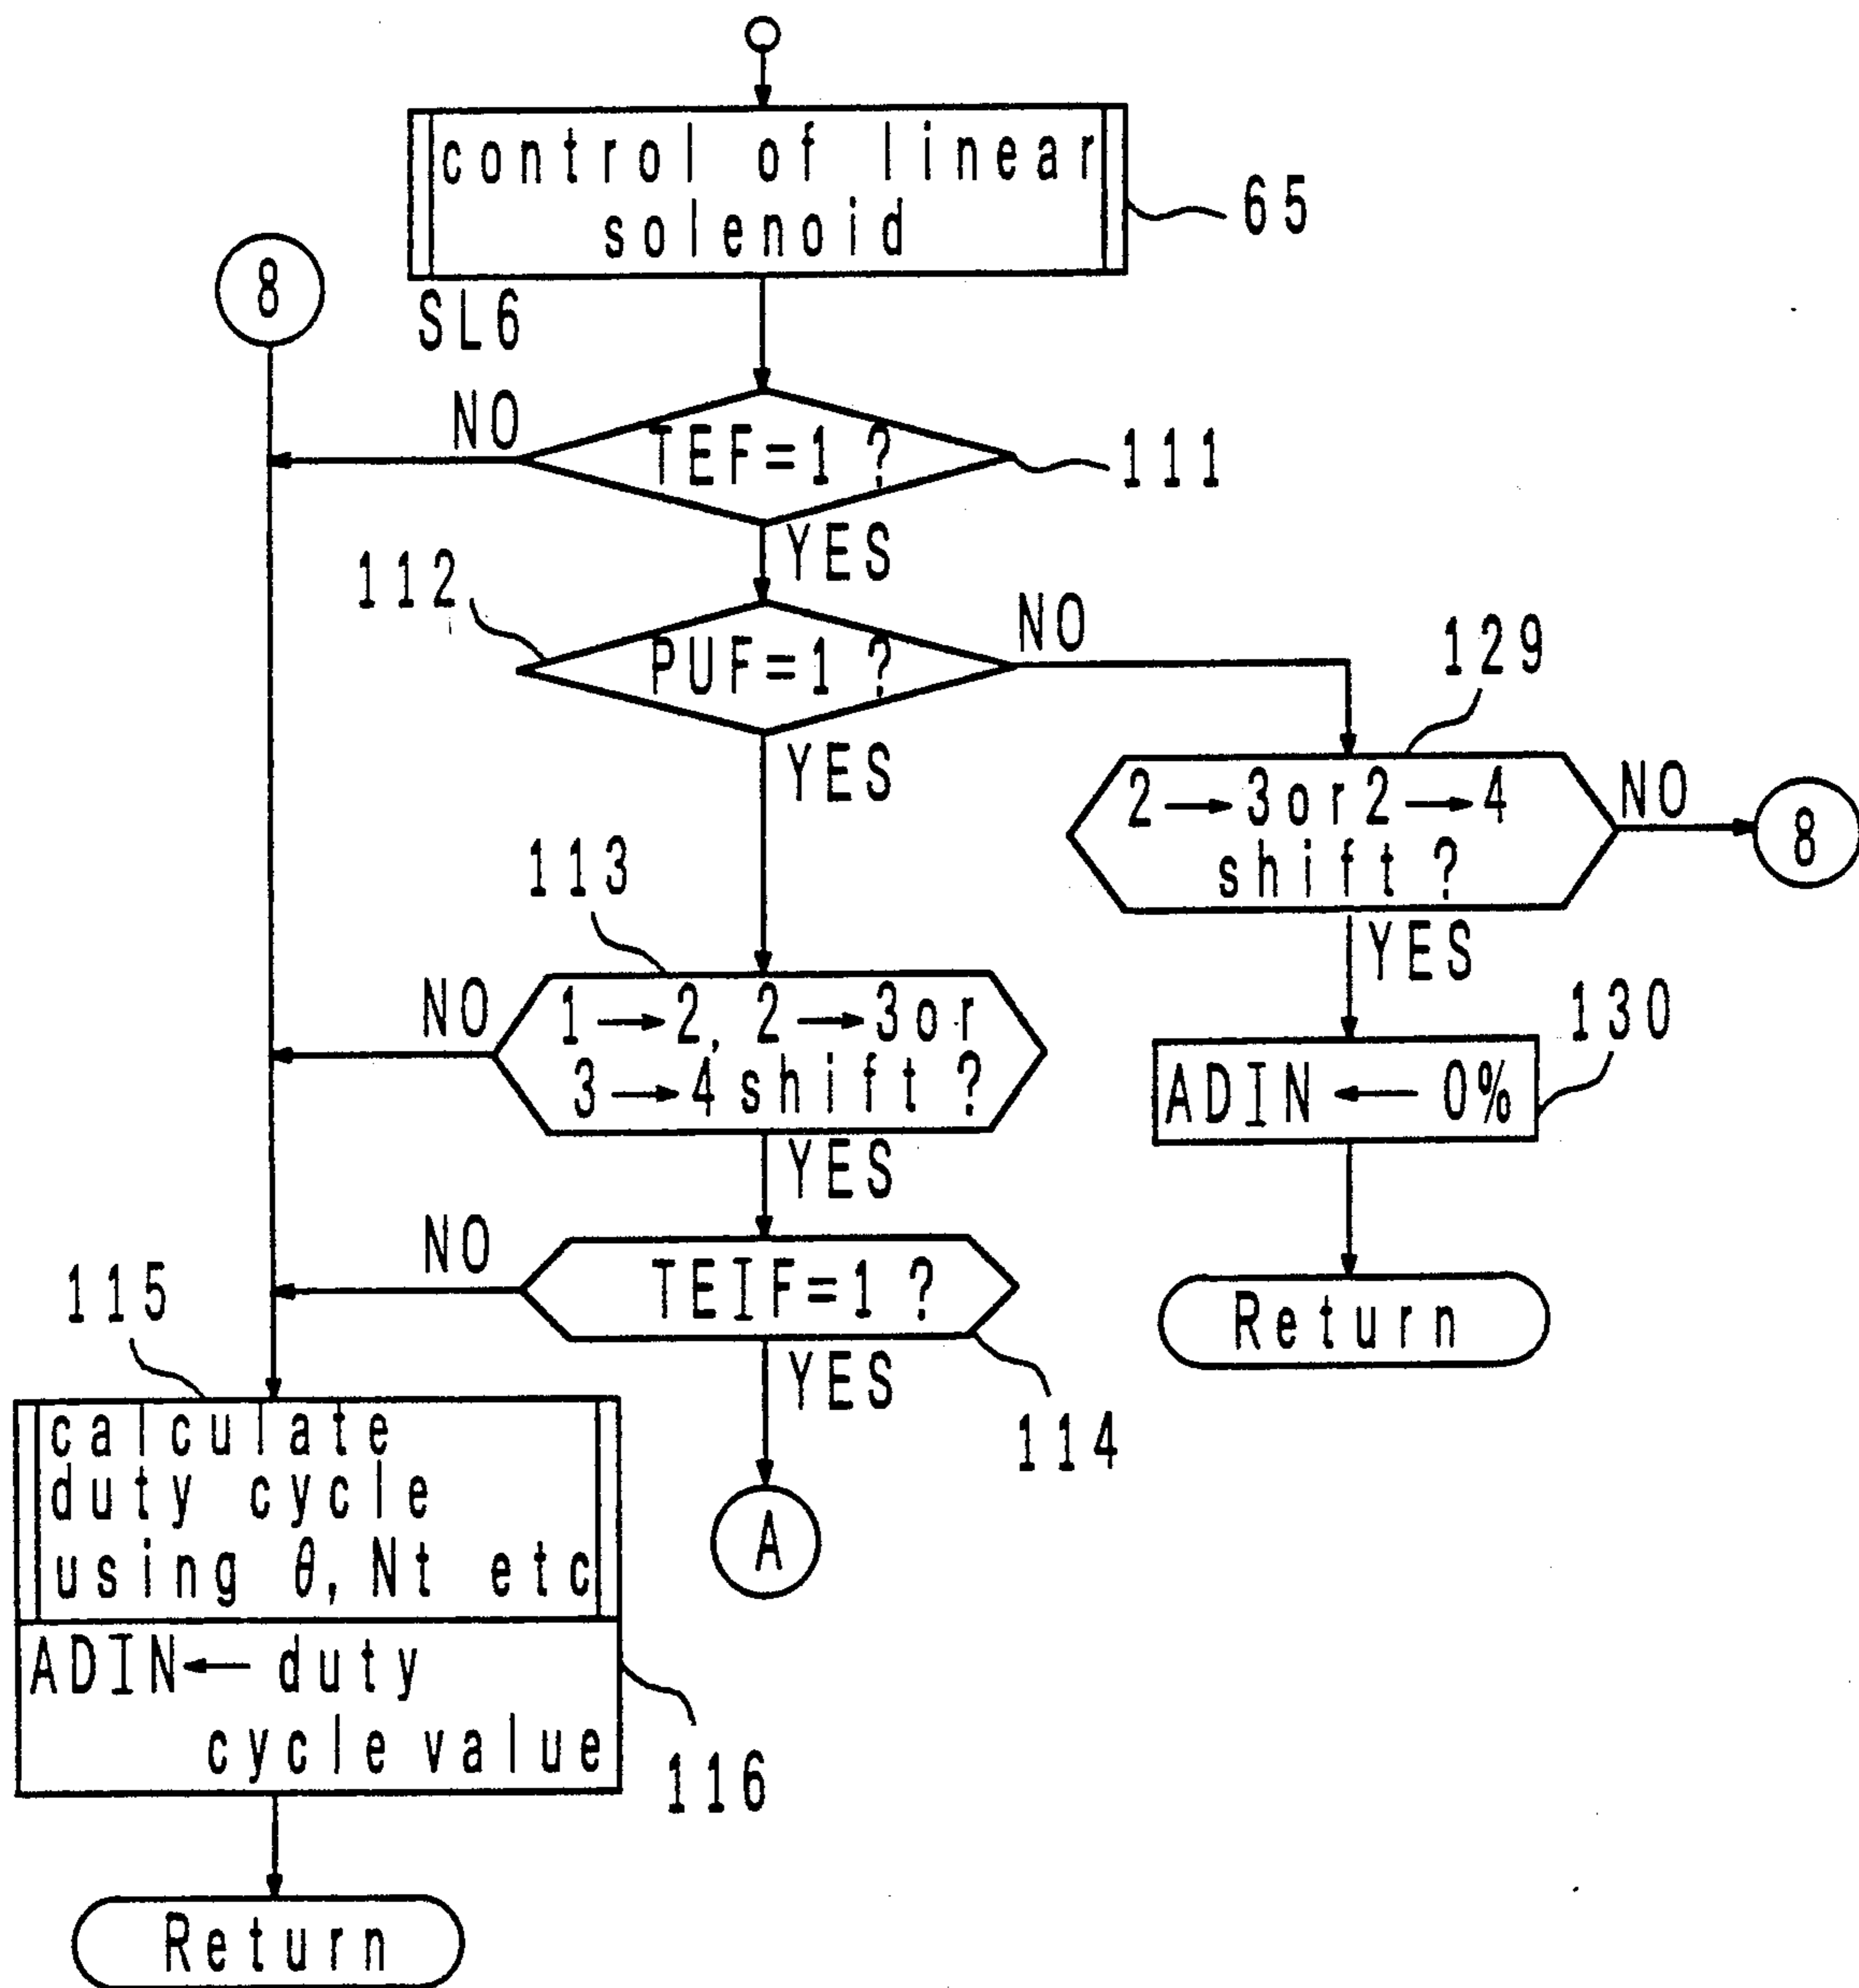 control of linear
solenoid
65
8
SL6
NO
TEF=1 ?
111
YES
112
PUF=1 ?
NO
129
YES
2→3or2→4
shift ?
NO
8
113
YES
NO
1→2, 2→3or
3→4 shift ?
130
ADIN ← 0%
YES
NO
TEIF=1 ?
Return
115
YES
114
calculate
duty cycle
using θ, Nt etc
A
ADIN← duty
cycle value
116
Return